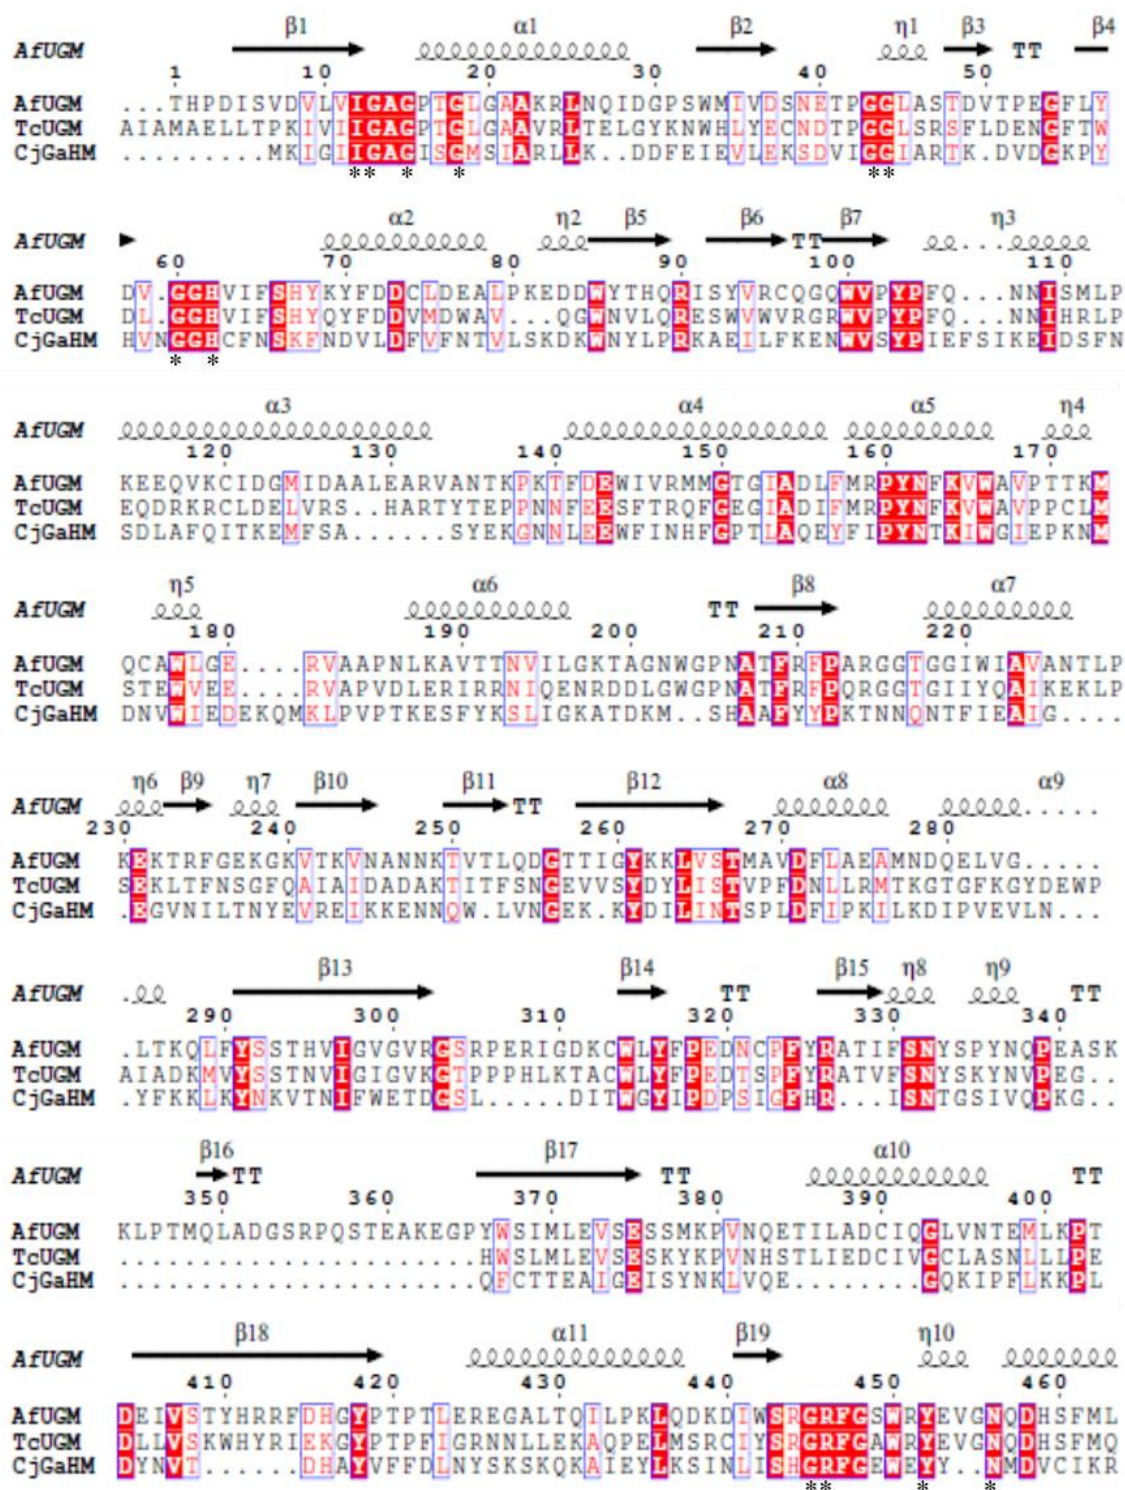 β1 α1 β2 η1 β3 β4
AfUGM TT
1 10 20 30 40 50
AfUGM ...THPDISVDVLVIGAGPTGLGAAKRLNQIDGPSWMIVDSNETPGGLASTDVTPEGFLY
TcUGM AIAMAELLTPKIVIIGAGPTGLGAAVRLTELGYKNWHLYECNDTPGGLSRSFLDENGFTW
CjGaHM .........MKIGIIGAGISGMSIARLLK..DDFEIEVLEKSDVIGGIARTK.DVDGKPY
** * * **
α2 η2 β5 β6 β7 η3
AfUGM TT
60 70 80 90 100 110
AfUGM DV.GGHVIFSHYKYFDDCLDEALPKEDDWYTHQRISYVRCQGQWVPYPFQ...NNISMLP
TcUGM DL.GGHVIFSHYQYFDDVMDWAV...QGWNVLQRESWVWVRGRWVPYPFQ...NNIHRLP
CjGaHM HVNGGHCFNSKFNDVLDFVFNTVLSKDKWNYLPRKAEILFKENWVSYPIEFSIKEIDSFN
* *
α3 α4 α5 η4
AfUGM
120 130 140 150 160 170
AfUGM KEEQVKCIDGMIDAALEARVANTKPKTFDEWIVRMMGTGIADLFMRPYNFKVWAVPTTKM
TcUGM EQDRKRCLDELVRS..HARTYTEPPNNFEESFTRQFGEGIADIFMRPYNFKVWAVPPCLM
CjGaHM SDLAFQITKEMFSA......SYEKGNNLEEWFINHFGPTLAQEYFIPYNTKIWGIEPKNM
η5 α6 β8 α7
AfUGM TT
180 190 200 210 220
AfUGM QCAWLGE....RVAAPNLKAVTTNVILGKTAGNWGPNATFRFPARGGTGGIWIAVANTLP
TcUGM STEWVEE....RVAPVDLERIRRNIQENRDDLGWGPNATFRFPQRGGTGIIYQAIKEKLP
CjGaHM DNVWIEDEKQMKLPVPTKESFYKSLIGKATDKM..SHAAFYYPKTNNQNTFIEAIG....
η6 β9 η7 β10 β11 β12 α8 α9
AfUGM TT .....
230 240 250 260 270 280
AfUGM KEKTRFGEKGKVTKVNANNKTVTLQDGTTIGYKKLVSTMAVDFLAEAMNDQELVG.....
TcUGM SEKLTFNSGFQAIAIDADAKTITFSNGEVVSYDYLISTVPFDNLLRMTKGTGFKGYDEWP
CjGaHM .EGVNILTNYEVREIKKENNQW.LVNGEK.KYDILINTSPLDFIPKILKDIPVEVLN...
β13 β14 β15 η8 η9
AfUGM . TT TT
290 300 310 320 330 340
AfUGM .LTKQLFYSSTHVIGVGVRGSRPERIGDKCWLYFPEDNCPFYRATIFSNYSPYNQPEASK
TcUGM AIADKMVYSSTNVIGIGVKGTPPPHLKTACWLYFPEDTSPFYRATVFSNYSKYNVPEG..
CjGaHM .YFKKLKYNKVTNIFWETDGSL.....DITWGYIPDPSIGFHR...ISNTGSIVQPKG..
β16 β17 α10
AfUGM TT TT TT
350 360 370 380 390 400
AfUGM KLPTMQLADGSRPQSTEAKEGPYWSIMLEVSESSMKPVNQETILADCIQGLVNTEMLKPT
TcUGM ......................HWSLMLEVSESKYKPVNHSTLIEDCIVGCLASNLLLPE
CjGaHM ......................QFCTTEAIGEISYNKLVQE........GQKIPFLKKPL
β18 α11 β19 η10
AfUGM
410 420 430 440 450 460
AfUGM DEIVSTYHRRFDHGYPTPTLEREGALTQILPKLQDKDIWSRGRFGSWRYEVGNQDHSFML
TcUGM DLLVSKWHYRIEKGYPTPFIGRNNLLEKAQPELMSRCIYSRGRFGAWRYEVGNQDHSFMQ
CjGaHM DYNVT......DHAYVFFDLNYSKSKQKAIEYLKSINLISHGRFGEWEYY..NMDVCIKR
** * *